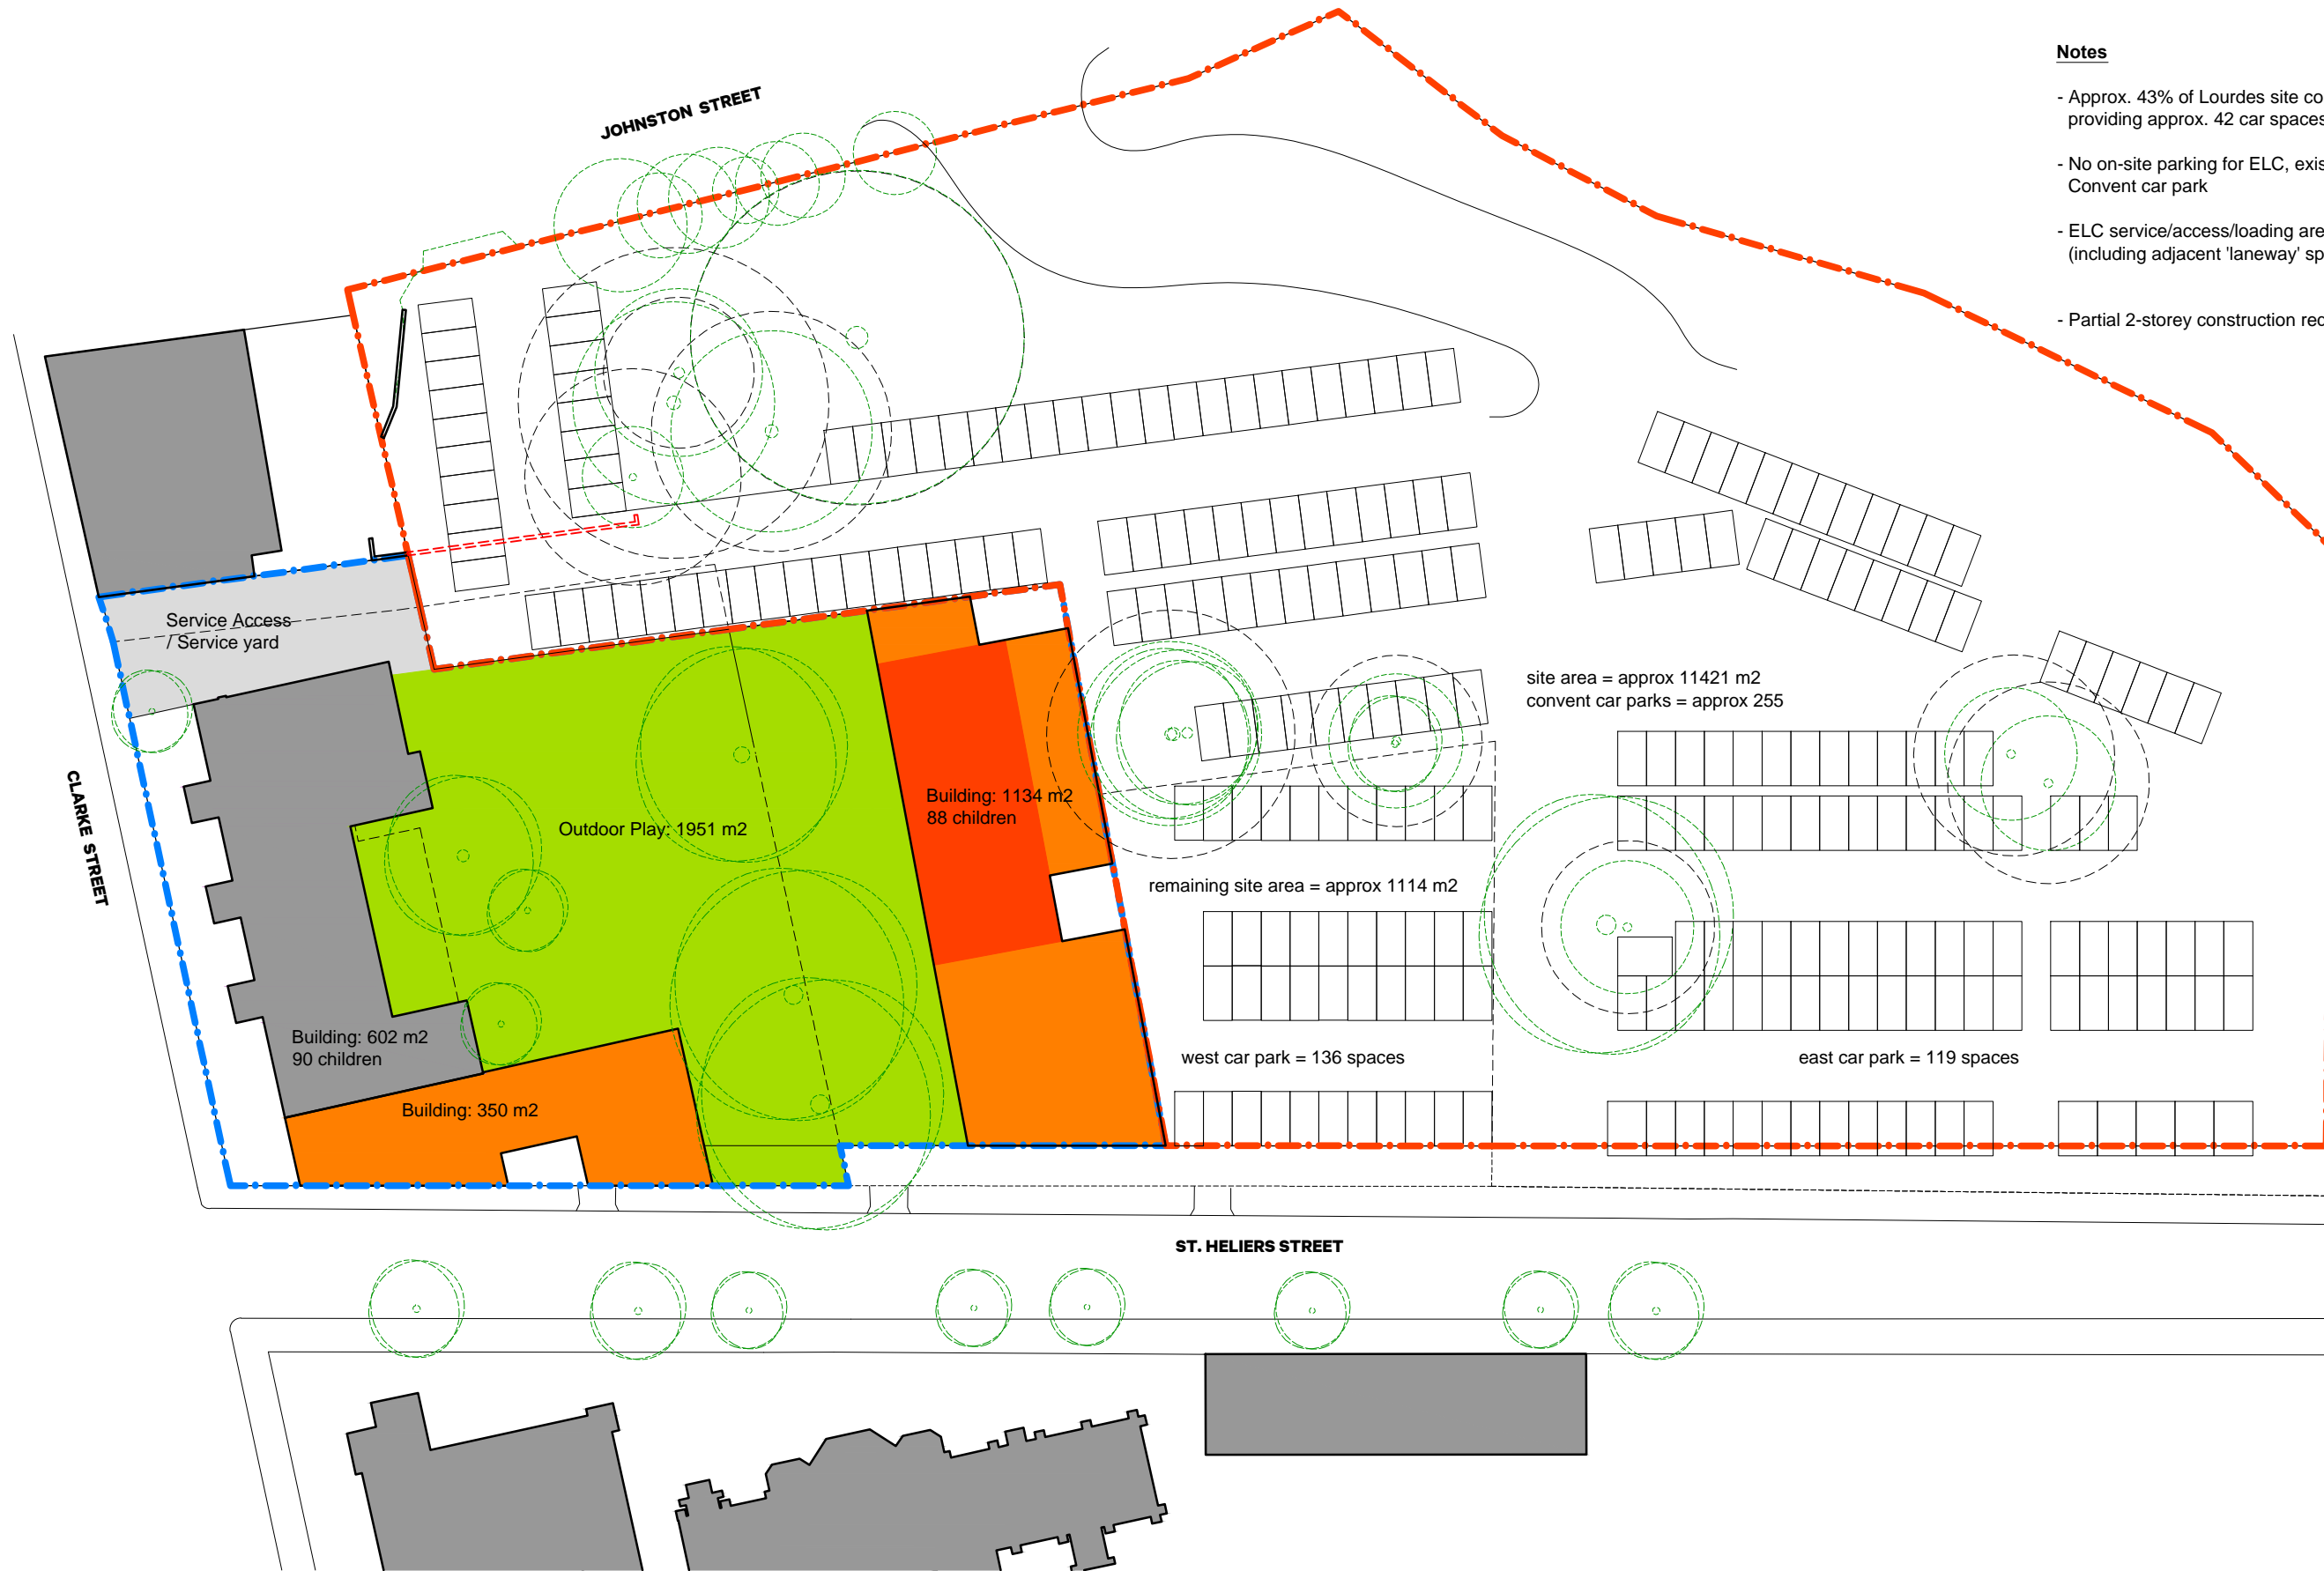 JOHNSTON STREET
Notes
- Approx. 43% of Lourdes site co
providing approx. 42 car spaces
- No on-site parking for ELC, exis
Convent car park
- ELC service/access/loading are
(including adjacent 'laneway' sp
- Partial 2-storey construction rec
Service Access
/ Service yard
CLARKE STREET
site area = approx 11421 m2
convent car parks = approx 255
Building: 1134 m2
88 children
Outdoor Play: 1951 m2
remaining site area = approx 1114 m2
Building: 602 m2
90 children
west car park = 136 spaces
east car park = 119 spaces
Building: 350 m2
ST. HELIERS STREET